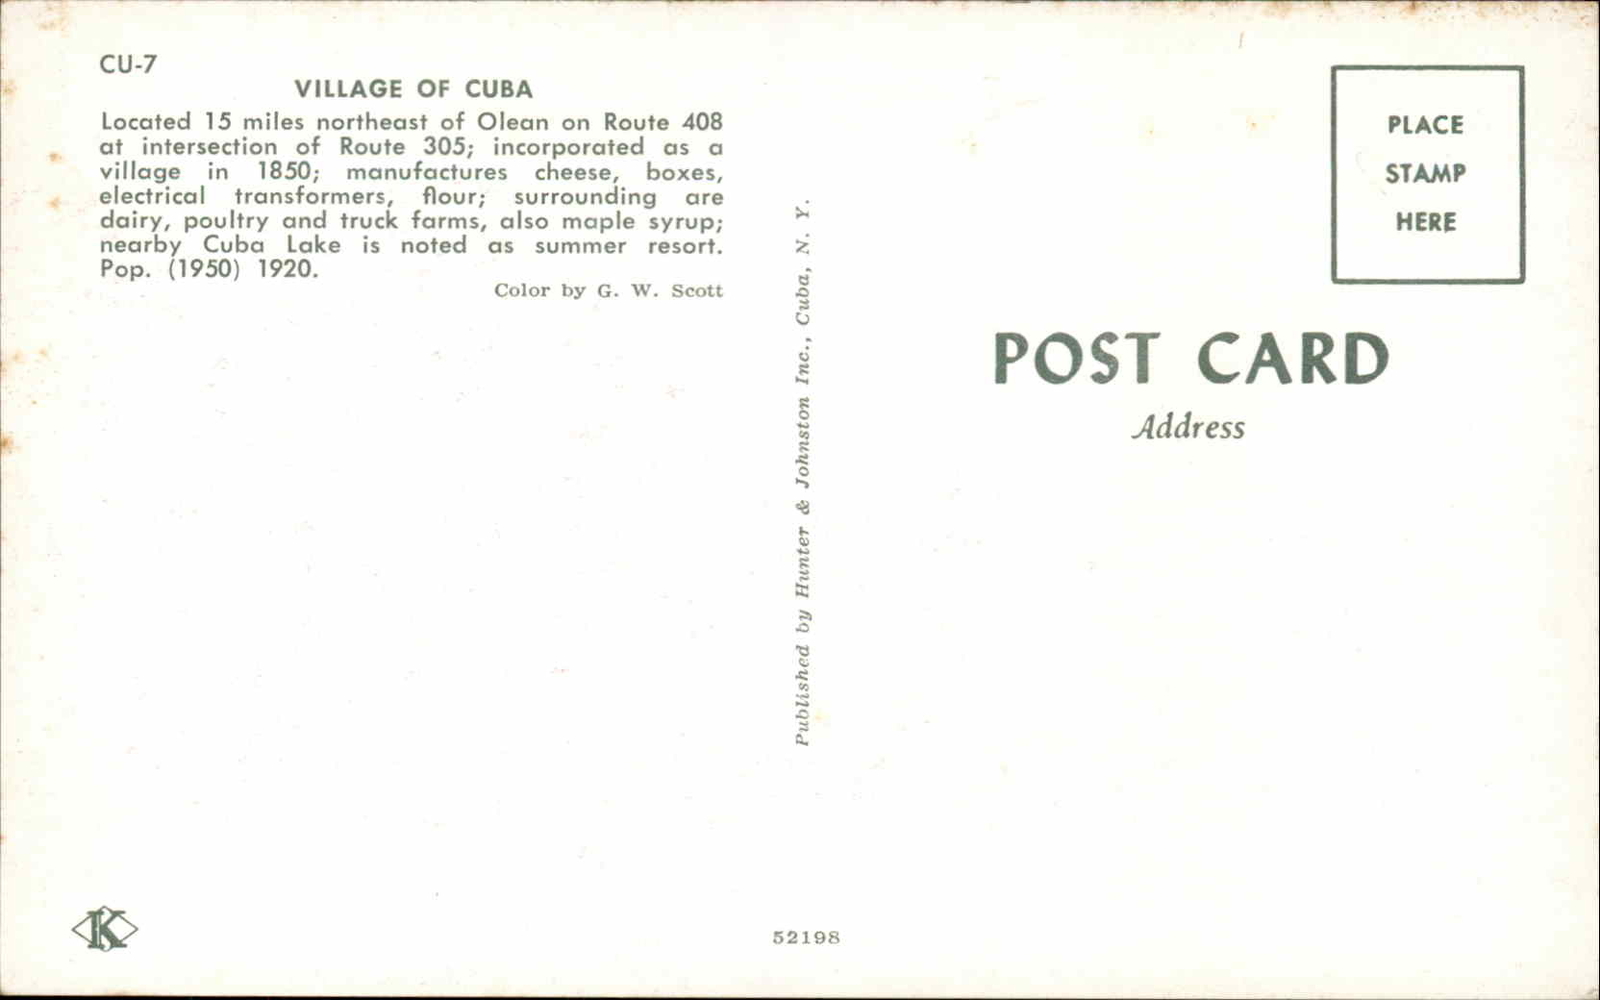 CU-7
VILLAGE OF CUBA
Located 15 miles northeast of Olean on Route 408
at intersection of Route 305; incorporated as a
village in 1850; manufactures cheese, boxes,
electrical transformers, flour; surrounding are
dairy, poultry and truck farms, also maple syrup;
nearby Cuba Lake is noted as summer resort.
Pop. (1950) 1920.
Color by G. W. Scott
Published by Hunter & Johnston Inc., Cuba, N. Y.
PLACE
STAMP
HERE
POST CARD
Address
K
52198